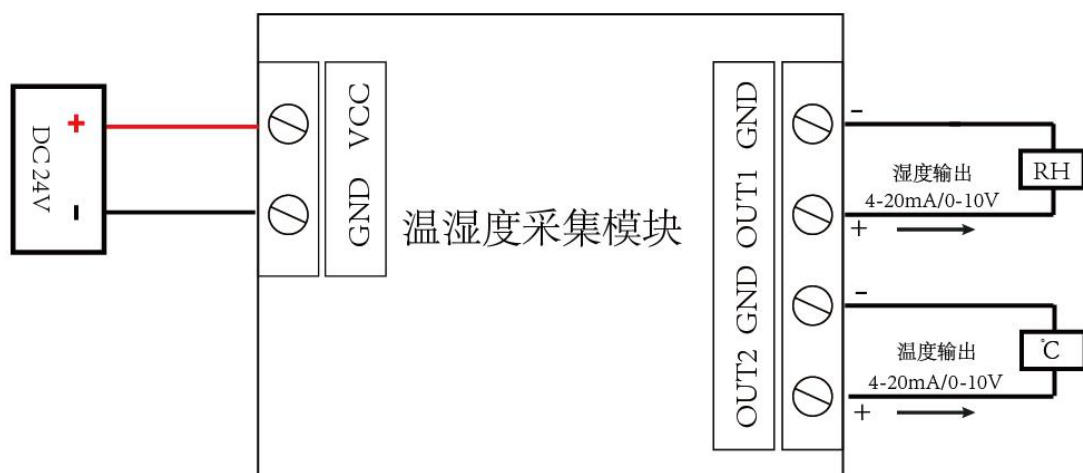 +
DC 24V
-
VCC
GND
温湿度采集模块
GND
OUT1
GND
OUT2
-
湿度输出
4-20mA/0-10V
+
RH
-
温度输出
4-20mA/0-10V
+
℃